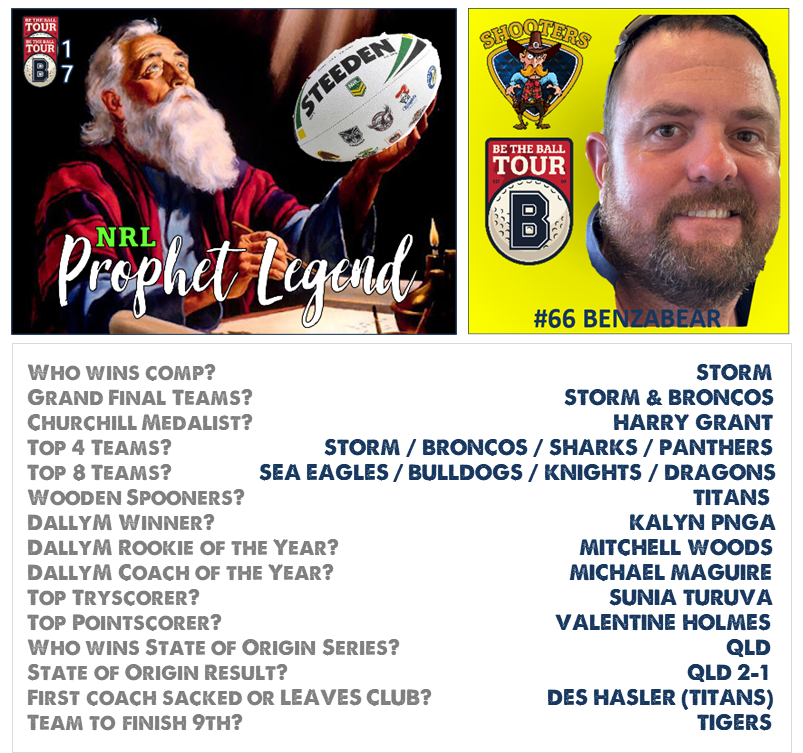 BE THE BALL
TOUR
BE THE BALL
TOUR
B
1
7
STEEDEN
NRL
Prophet Legend
SHOOTERS
BE THE BALL
TOUR
B
#66 BENZABEAR
WHO WINS COMP? STORM
GRAND FINAL TEAMS? STORM & BRONCOS
CHURCHILL MEDALIST? HARRY GRANT
TOP 4 TEAMS? STORM / BRONCOS / SHARKS / PANTHERS
TOP 8 TEAMS? SEA EAGLES / BULLDOGS / KNIGHTS / DRAGONS
WOODEN SPOONERS? TITANS
DALLYM WINNER? KALYN PNGA
DALLYM ROOKIE OF THE YEAR? MITCHELL WOODS
DALLYM COACH OF THE YEAR? MICHAEL MAGUIRE
TOP TRYSCORER? SUNIA TURUVA
TOP POINTSCORER? VALENTINE HOLMES
WHO WINS STATE OF ORIGIN SERIES? QLD
STATE OF ORIGIN RESULT? QLD 2-1
FIRST COACH SACKED OR LEAVES CLUB? DES HASLER (TITANS)
TEAM TO FINISH 9TH? TIGERS